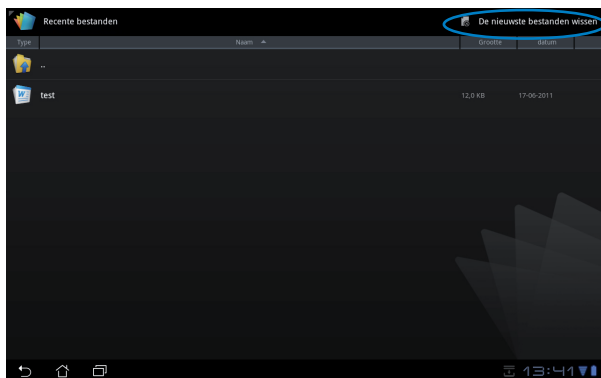 Recente bestanden De nieuwste bestanden wissen
Type Naam Grootte datum
..
test 12,0 KB 17-06-2011
13:41